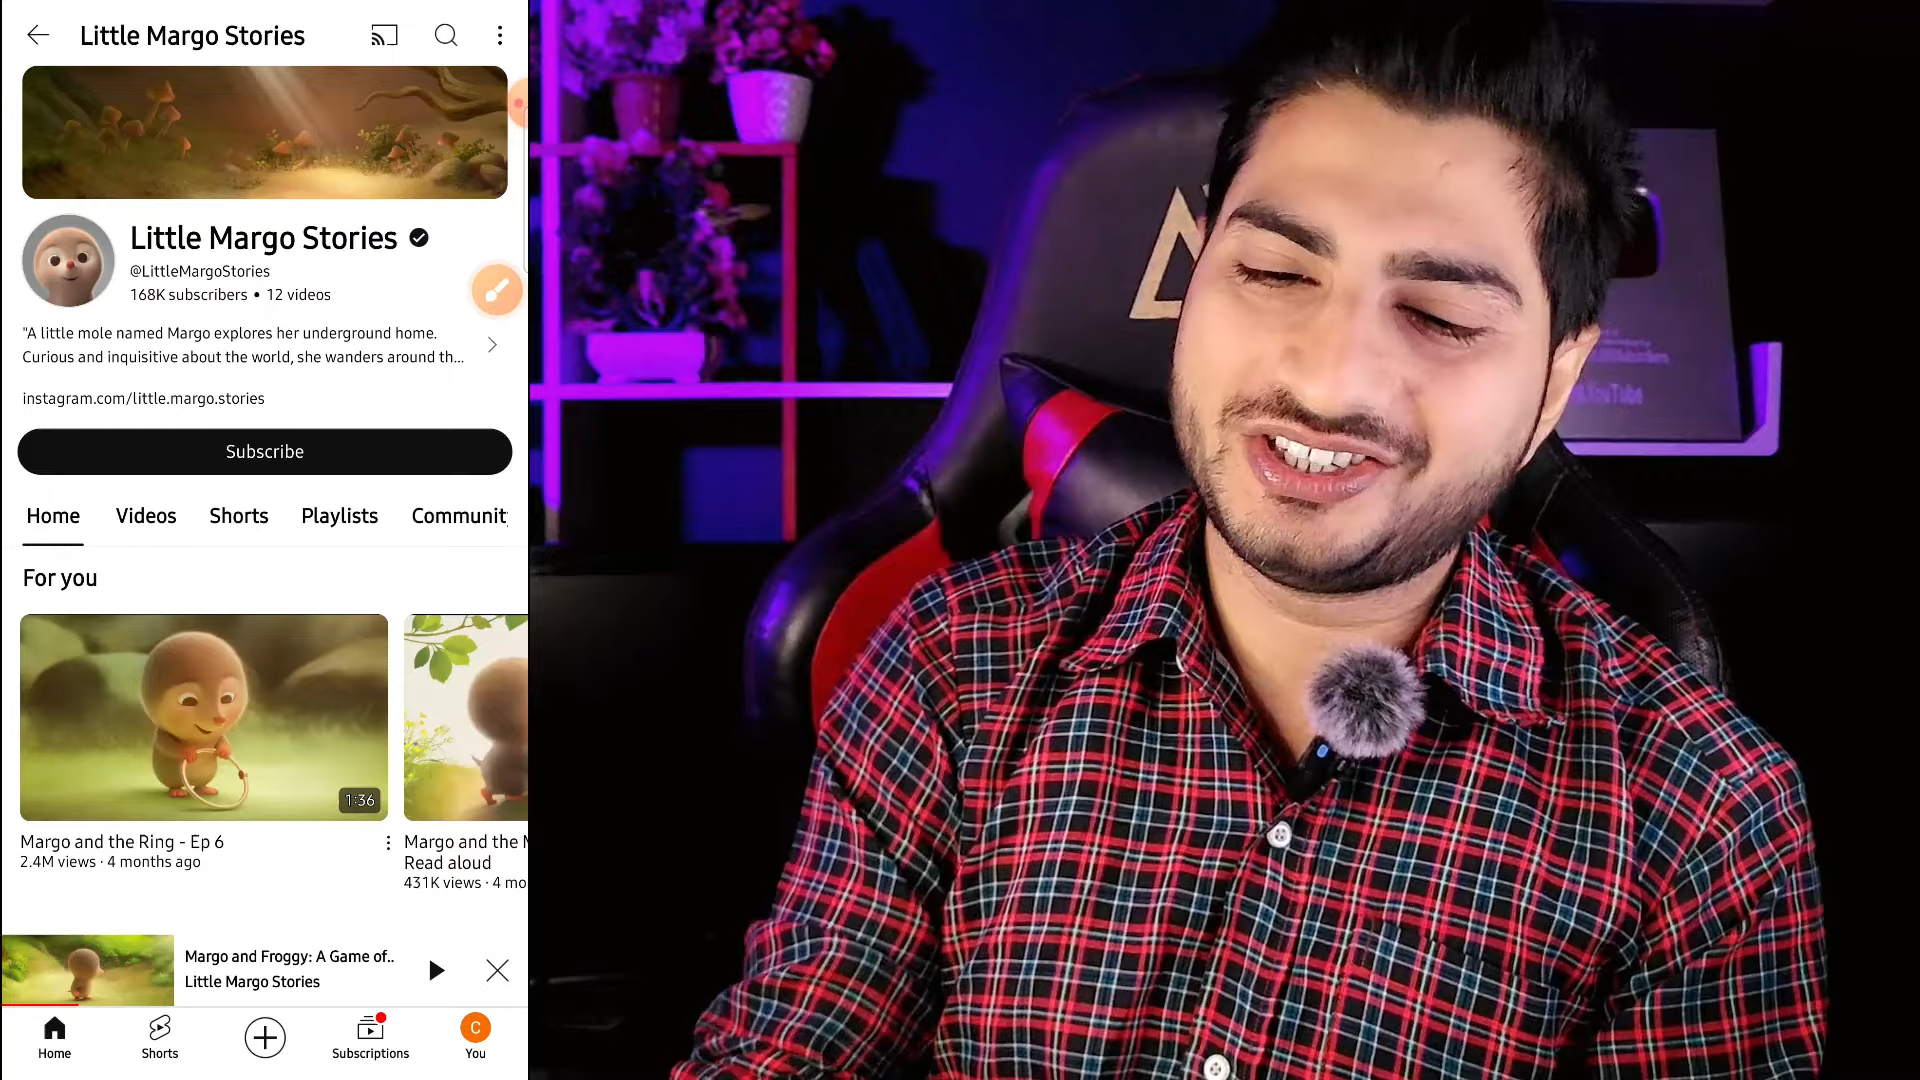 Little Margo Stories
Little Margo Stories
@LittleMargoStories
168K subscribers • 12 videos
"A little mole named Margo explores her underground home.
Curious and inquisitive about the world, she wanders around th...
instagram.com/little.margo.stories
Subscribe
Home Videos Shorts Playlists Communit
For you
1:36
Margo and the Ring - Ep 6
2.4M views · 4 months ago
Margo and the
Read aloud
431K views · 4 mo
Margo and Froggy: A Game of..
Little Margo Stories
Home
Shorts
Subscriptions
C
You
YouTube